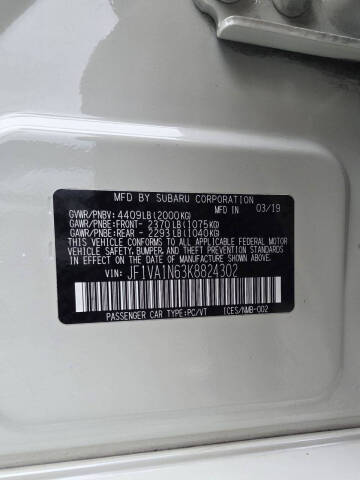 MFD BY SUBARU CORPORATION
GVWR/PNBV: 4409LB(2000KG) IN 03/19
GAWR/PNBE:FRONT- 2370LB(1075KG)
GAWR/PNBE:REAR - 2293LB(1040KG)
THIS VEHICLE CONFORMS TO ALL APPLICABLE
FEDERAL MOTOR VEHICLE
SAFETY, BUMPER, AND THEFT PREVENTION STANDARDS
IN EFFECT ON THE DATE OF MANUFACTURE SHOWN ABOVE.
VIN: JF1VA1N63K8824302
PASSENGER CAR TYPE:PC/VT ICES/NMB-002